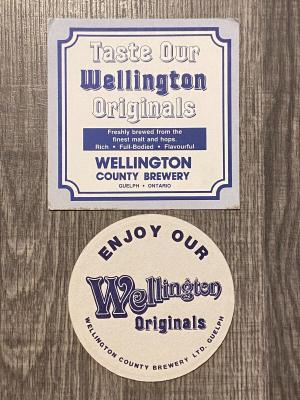 Taste Our
Wellington
Originals
Freshly brewed from the
finest malt and hops.
Rich • Full-Bodied • Flavourful
WELLINGTON
COUNTY BREWERY
GUELPH • ONTARIO
ENJOY OUR
Wellington
Originals
WELLINGTON COUNTY BREWERY LTD. GUELPH